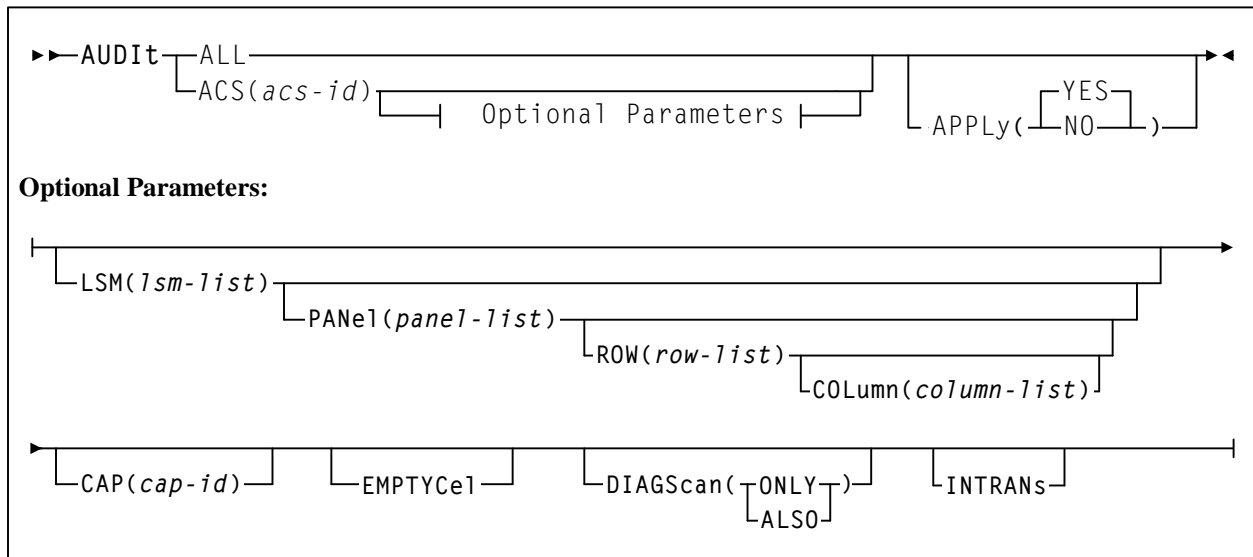 AUDIt ALL
ACS(acs-id)
Optional Parameters
APPLy( YES )
NO
Optional Parameters:
LSM(lsm-list)
PANel(panel-list)
ROW(row-list)
COLumn(column-list)
CAP(cap-id)
EMPTYCel
DIAGScan( ONLY )
ALSO
INTRANs